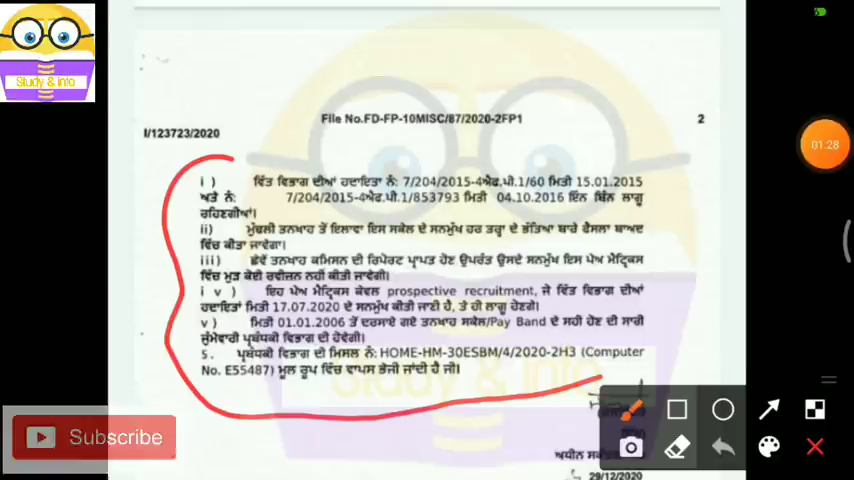 Study & Info
File No.FD-FP-10MISC/87/2020-2FP1
2
I/123723/2020
1:28
i ) ਵਿੱਤ ਵਿਭਾਗ ਦੀਆਂ ਹਦਾਇਤਾ ਨੰ: 7/204/2015-4ਐਫ.ਪੀ.1/60 ਮਿਤੀ 15.01.2015
ਅਤੇ ਨੰ: 7/204/2015-4ਐਫ.ਪੀ.1/853793 ਮਿਤੀ 04.10.2016 ਇੰਨ ਬਿੰਨ ਲਾਗੂ
ਰਹਿਣਗੀਆਂ।
ii) ਮੁੱਢਲੀ ਤਨਖਾਹ ਤੋਂ ਇਲਾਵਾ ਇਸ ਸਕੇਲ ਦੇ ਸਨਮੁੱਖ ਹਰ ਤਰ੍ਹਾ ਦੇ ਭੱਤਿਆ ਬਾਰੇ ਫੈਸਲਾ ਬਾਅਦ
ਵਿੱਚ ਕੀਤਾ ਜਾਵੇਗਾ।
iii) ਛੇਵੇਂ ਤਨਖਾਹ ਕਮਿਸਨ ਦੀ ਰਿਪੋਰਟ ਪ੍ਰਾਪਤ ਹੋਣ ਉਪਰੰਤ ਉਸਦੇ ਸਨਮੁੱਖ ਇਸ ਪੇਅ ਮੈਟ੍ਰਿਕਸ
ਵਿੱਚ ਮੁੜ ਕੋਈ ਰਵੀਜ਼ਨ ਨਹੀਂ ਕੀਤੀ ਜਾਵੇਗੀ।
i v ) ਇਹ ਪੇਅ ਮੈਟ੍ਰਿਕਸ ਕੇਵਲ prospective recruitment, ਜੋ ਵਿੱਤ ਵਿਭਾਗ ਦੀਆਂ
ਹਦਾਇਤਾਂ ਮਿਤੀ 17.07.2020 ਦੇ ਸਨਮੁੱਖ ਕੀਤੀ ਜਾਣੀ ਹੈ, ਤੇ ਹੀ ਲਾਗੂ ਹੋਣਗੇ।
v ) ਮਿਤੀ 01.01.2006 ਤੋਂ ਦਰਸਾਏ ਗਏ ਤਨਖਾਹ ਸਕੇਲ/Pay Band ਦੇ ਸਹੀ ਹੋਣ ਦੀ ਸਾਰੀ
ਜੁੰਮੇਵਾਰੀ ਪ੍ਰਬੰਧਕੀ ਵਿਭਾਗ ਦੀ ਹੋਵੇਗੀ।
5 . ਪ੍ਰਬੰਧਕੀ ਵਿਭਾਗ ਦੀ ਮਿਸਲ ਨੰ: HOME-HM-30ESBM/4/2020-2H3 (Computer
No. E55487) ਮੂਲ ਰੂਪ ਵਿੱਚ ਵਾਪਸ ਭੇਜੀ ਜਾਂਦੀ ਹੈ ਜੀ।
Study & Info
Subscribe
ਅਧੀਨ
29/12/2020